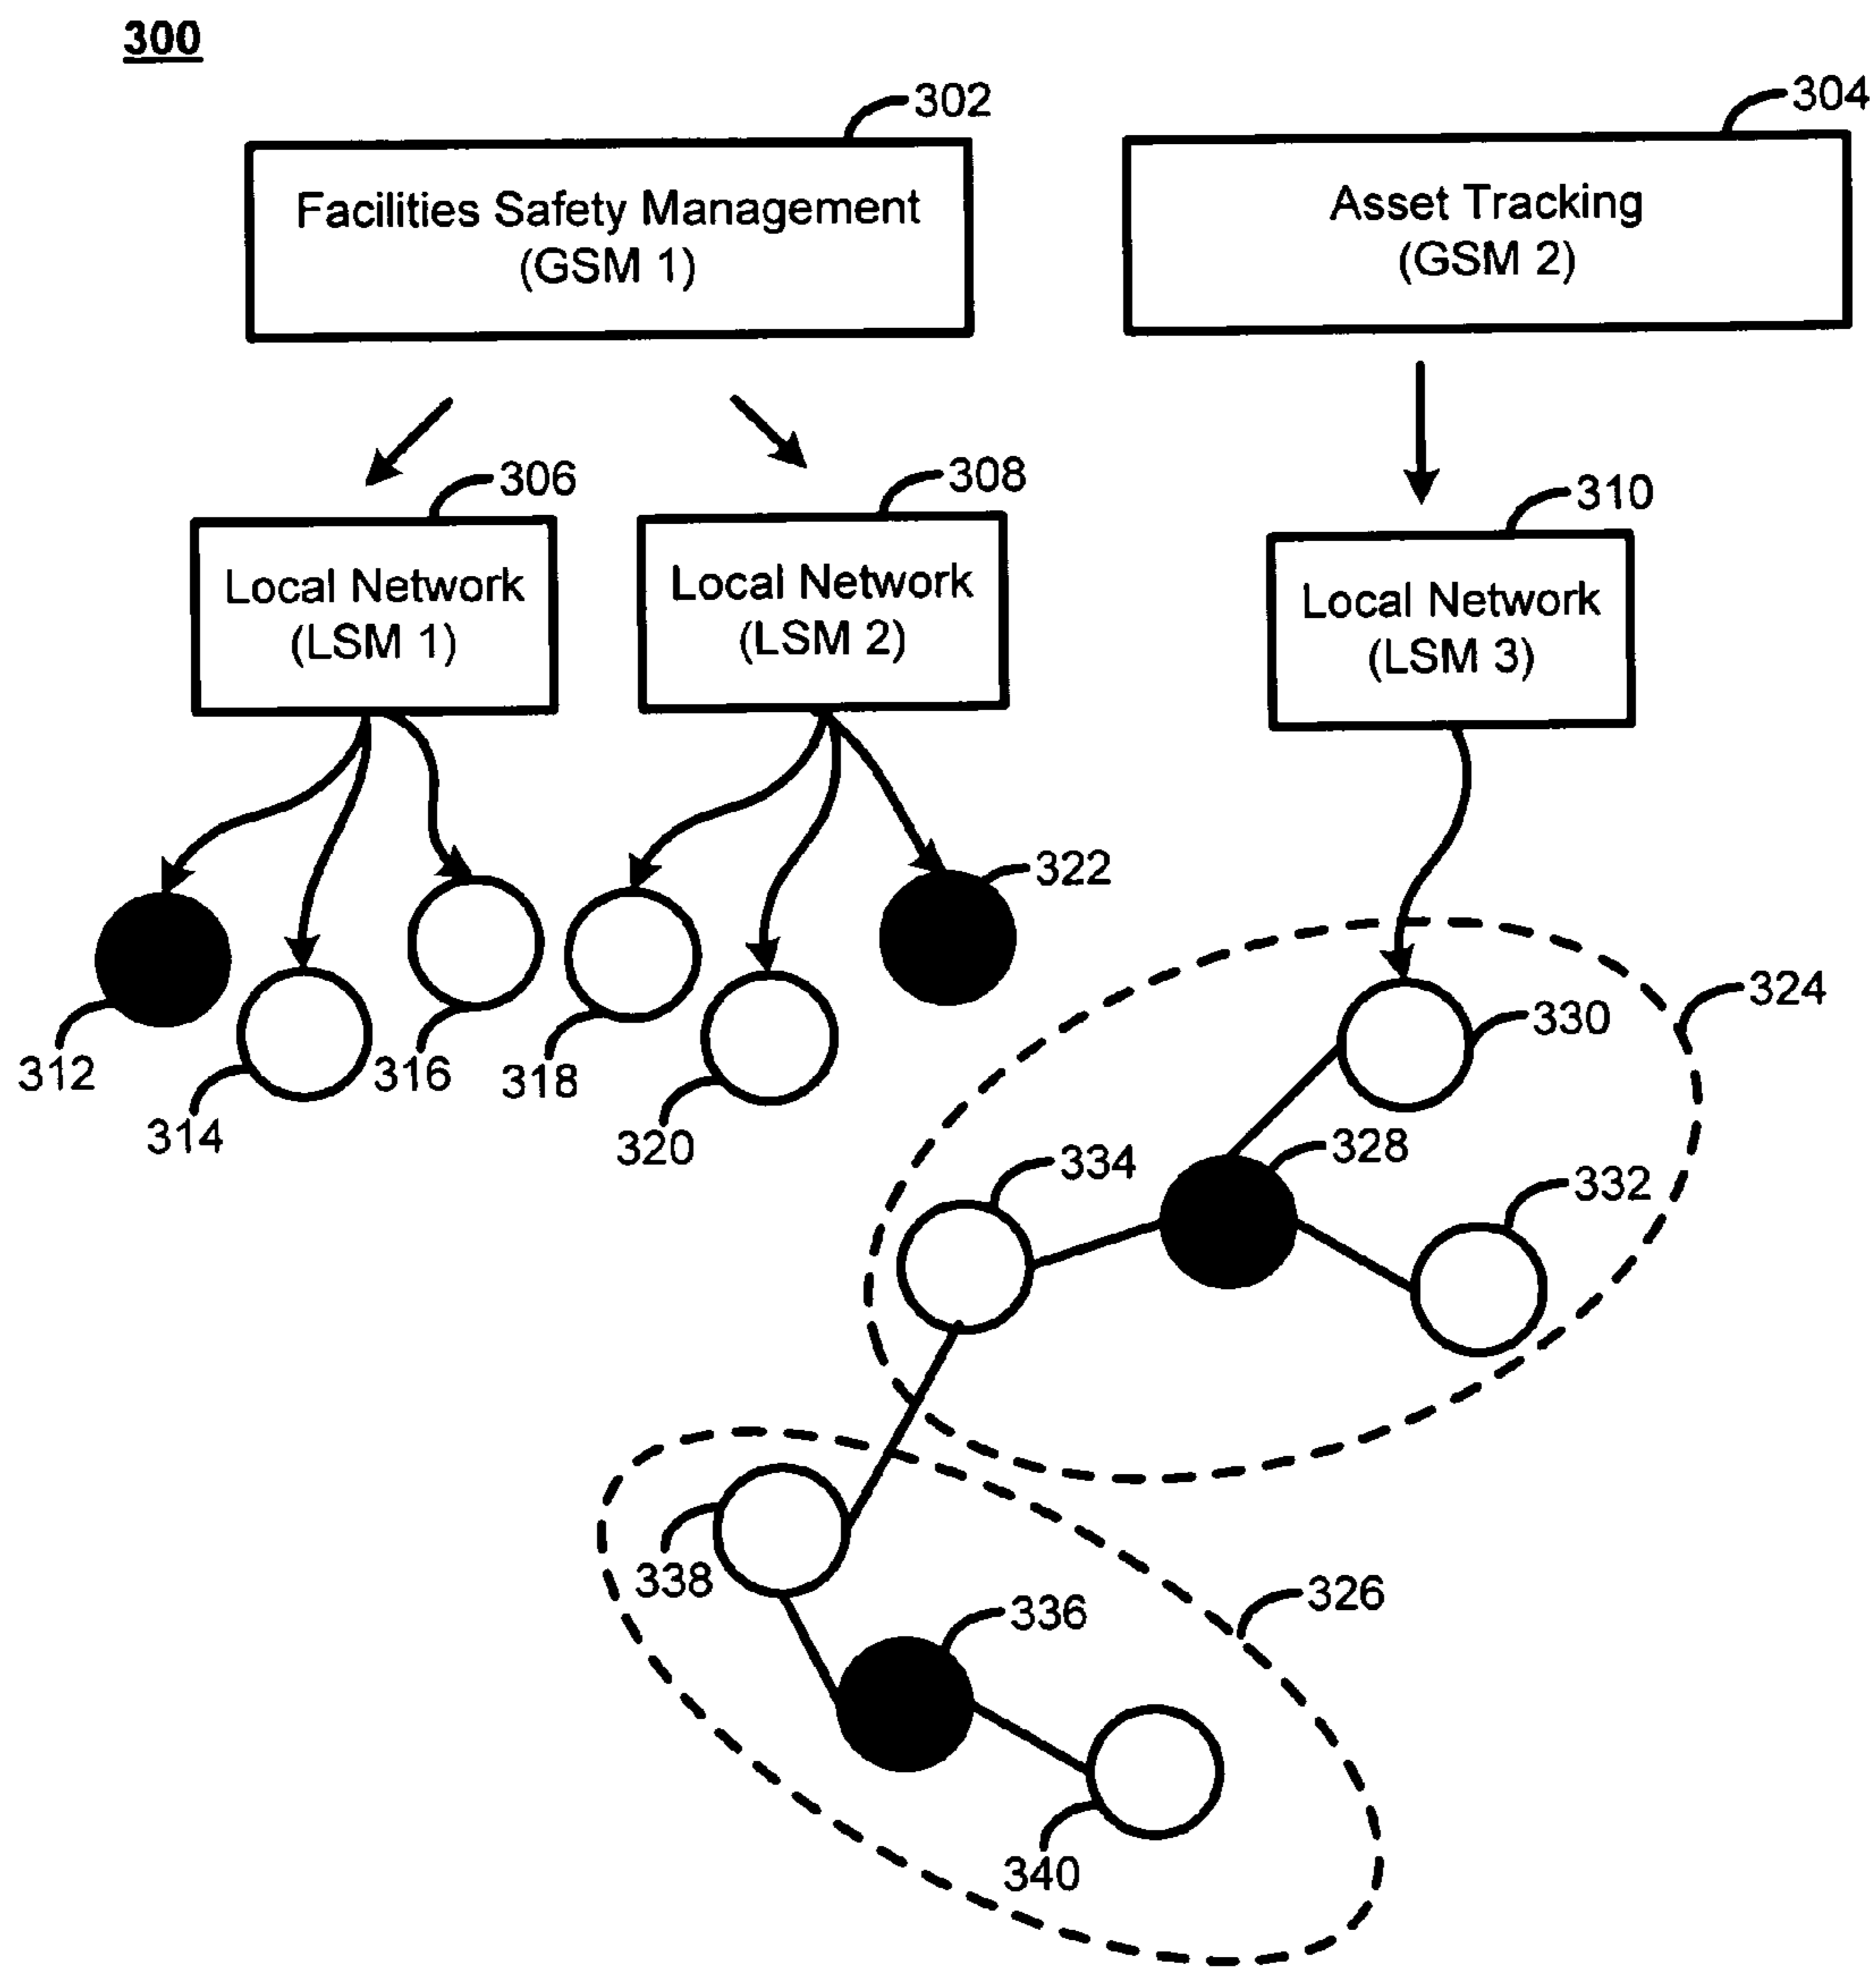 300
302
304
Facilities Safety Management
(GSM 1)
Asset Tracking
(GSM 2)
306
308
310
Local Network
(LSM 1)
Local Network
(LSM 2)
Local Network
(LSM 3)
322
324
330
312
316
318
314
320
334
328
332
338
336
326
340